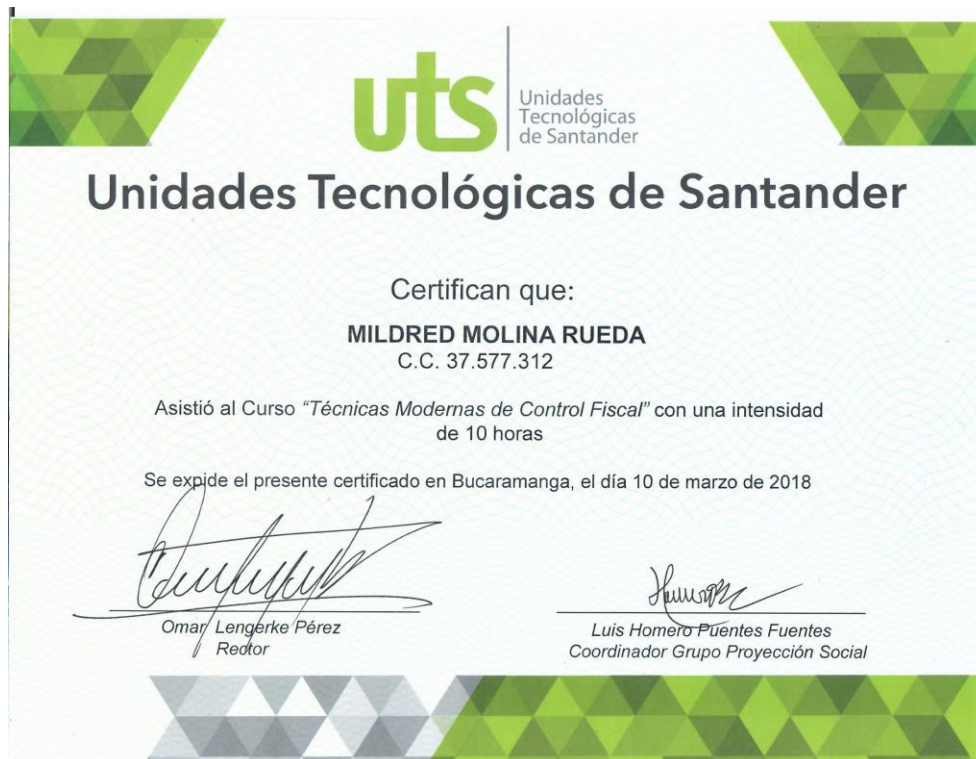 uts
Unidades
Tecnológicas
de Santander
Unidades Tecnológicas de Santander
Certifican que:
MILDRED MOLINA RUEDA
C.C. 37.577.312
Asistió al Curso "Técnicas Modernas de Control Fiscal" con una intensidad
de 10 horas
Se expide el presente certificado en Bucaramanga, el día 10 de marzo de 2018
Omar Lengerke Pérez
Rector
Luis Homero Puentes Fuentes
Coordinador Grupo Proyección Social